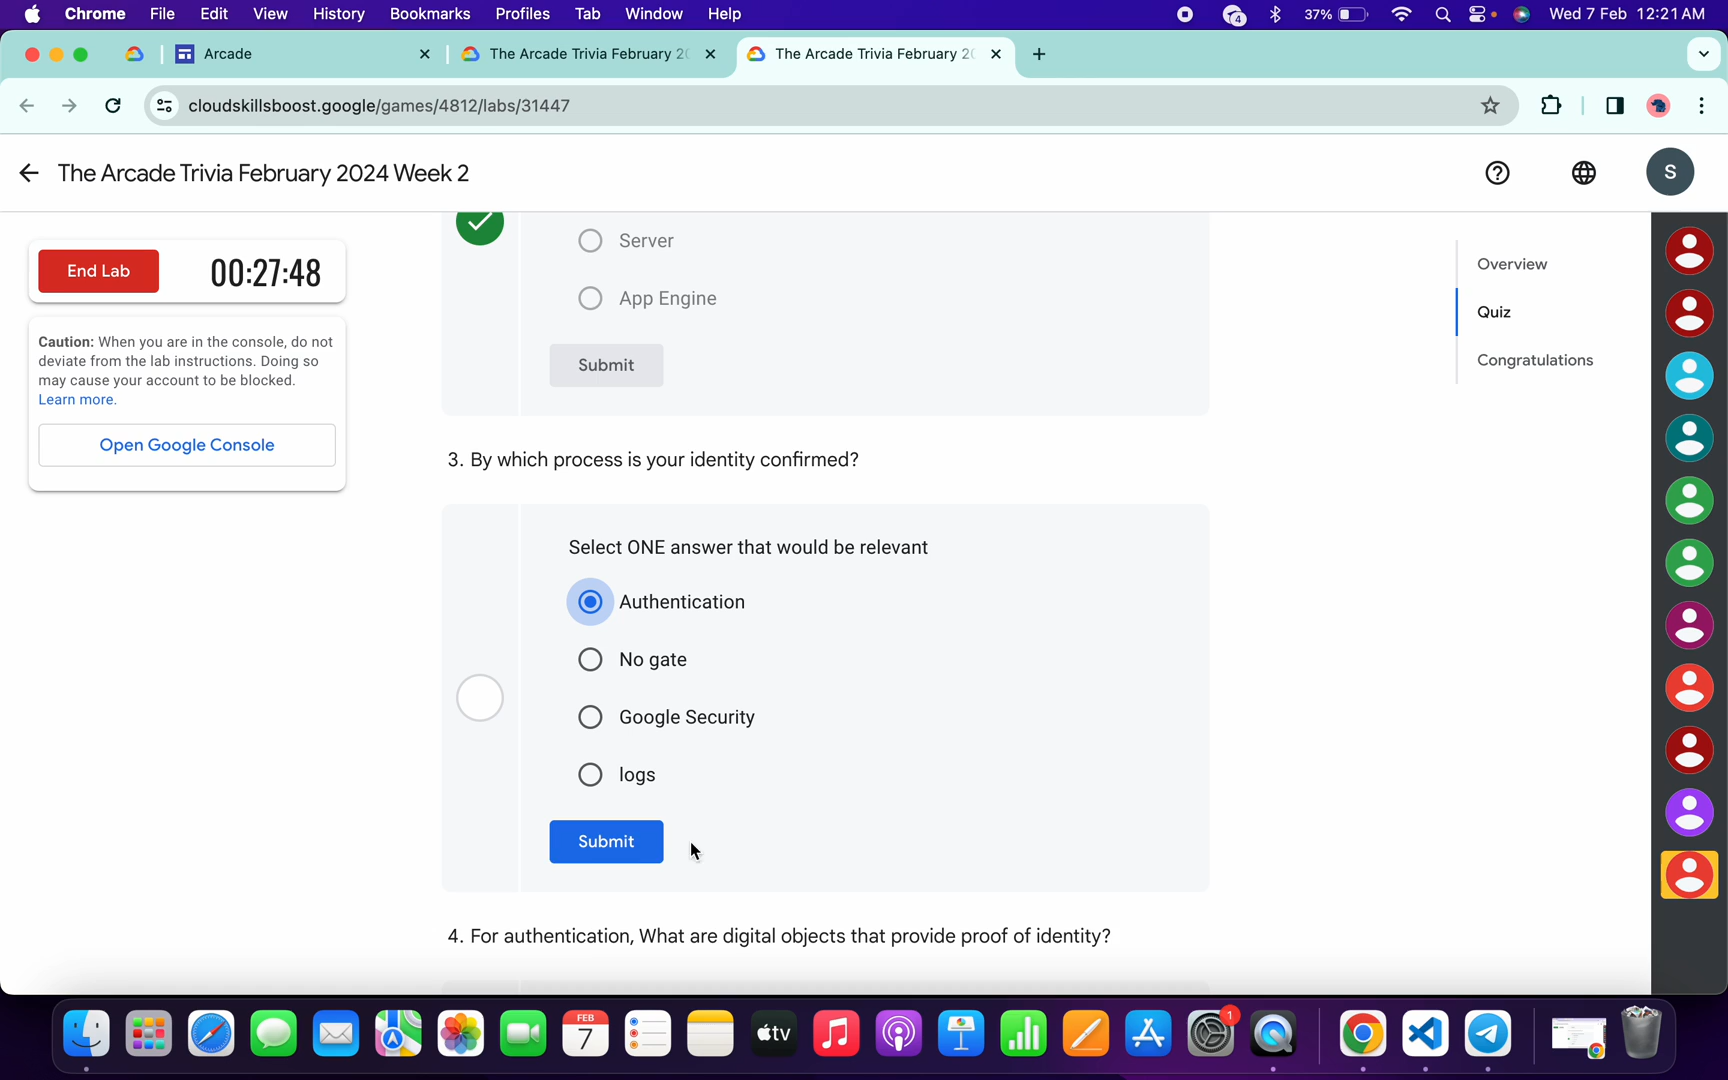 Chrome File Edit View History Bookmarks Profiles Tab Window Help 4 37% Wed 7 Feb 12:21 AM
Arcade The Arcade Trivia February 20 The Arcade Trivia February 20
cloudskillsboost.google/games/4812/labs/31447
The Arcade Trivia February 2024 Week 2
S
End Lab 00:27:48
Caution: When you are in the console, do not
deviate from the lab instructions. Doing so
may cause your account to be blocked.
Learn more.
Open Google Console
Server
App Engine
Submit
3. By which process is your identity confirmed?
Select ONE answer that would be relevant
Authentication
No gate
Google Security
logs
Submit
4. For authentication, What are digital objects that provide proof of identity?
Overview
Quiz
Congratulations
FEB
7
tv
1